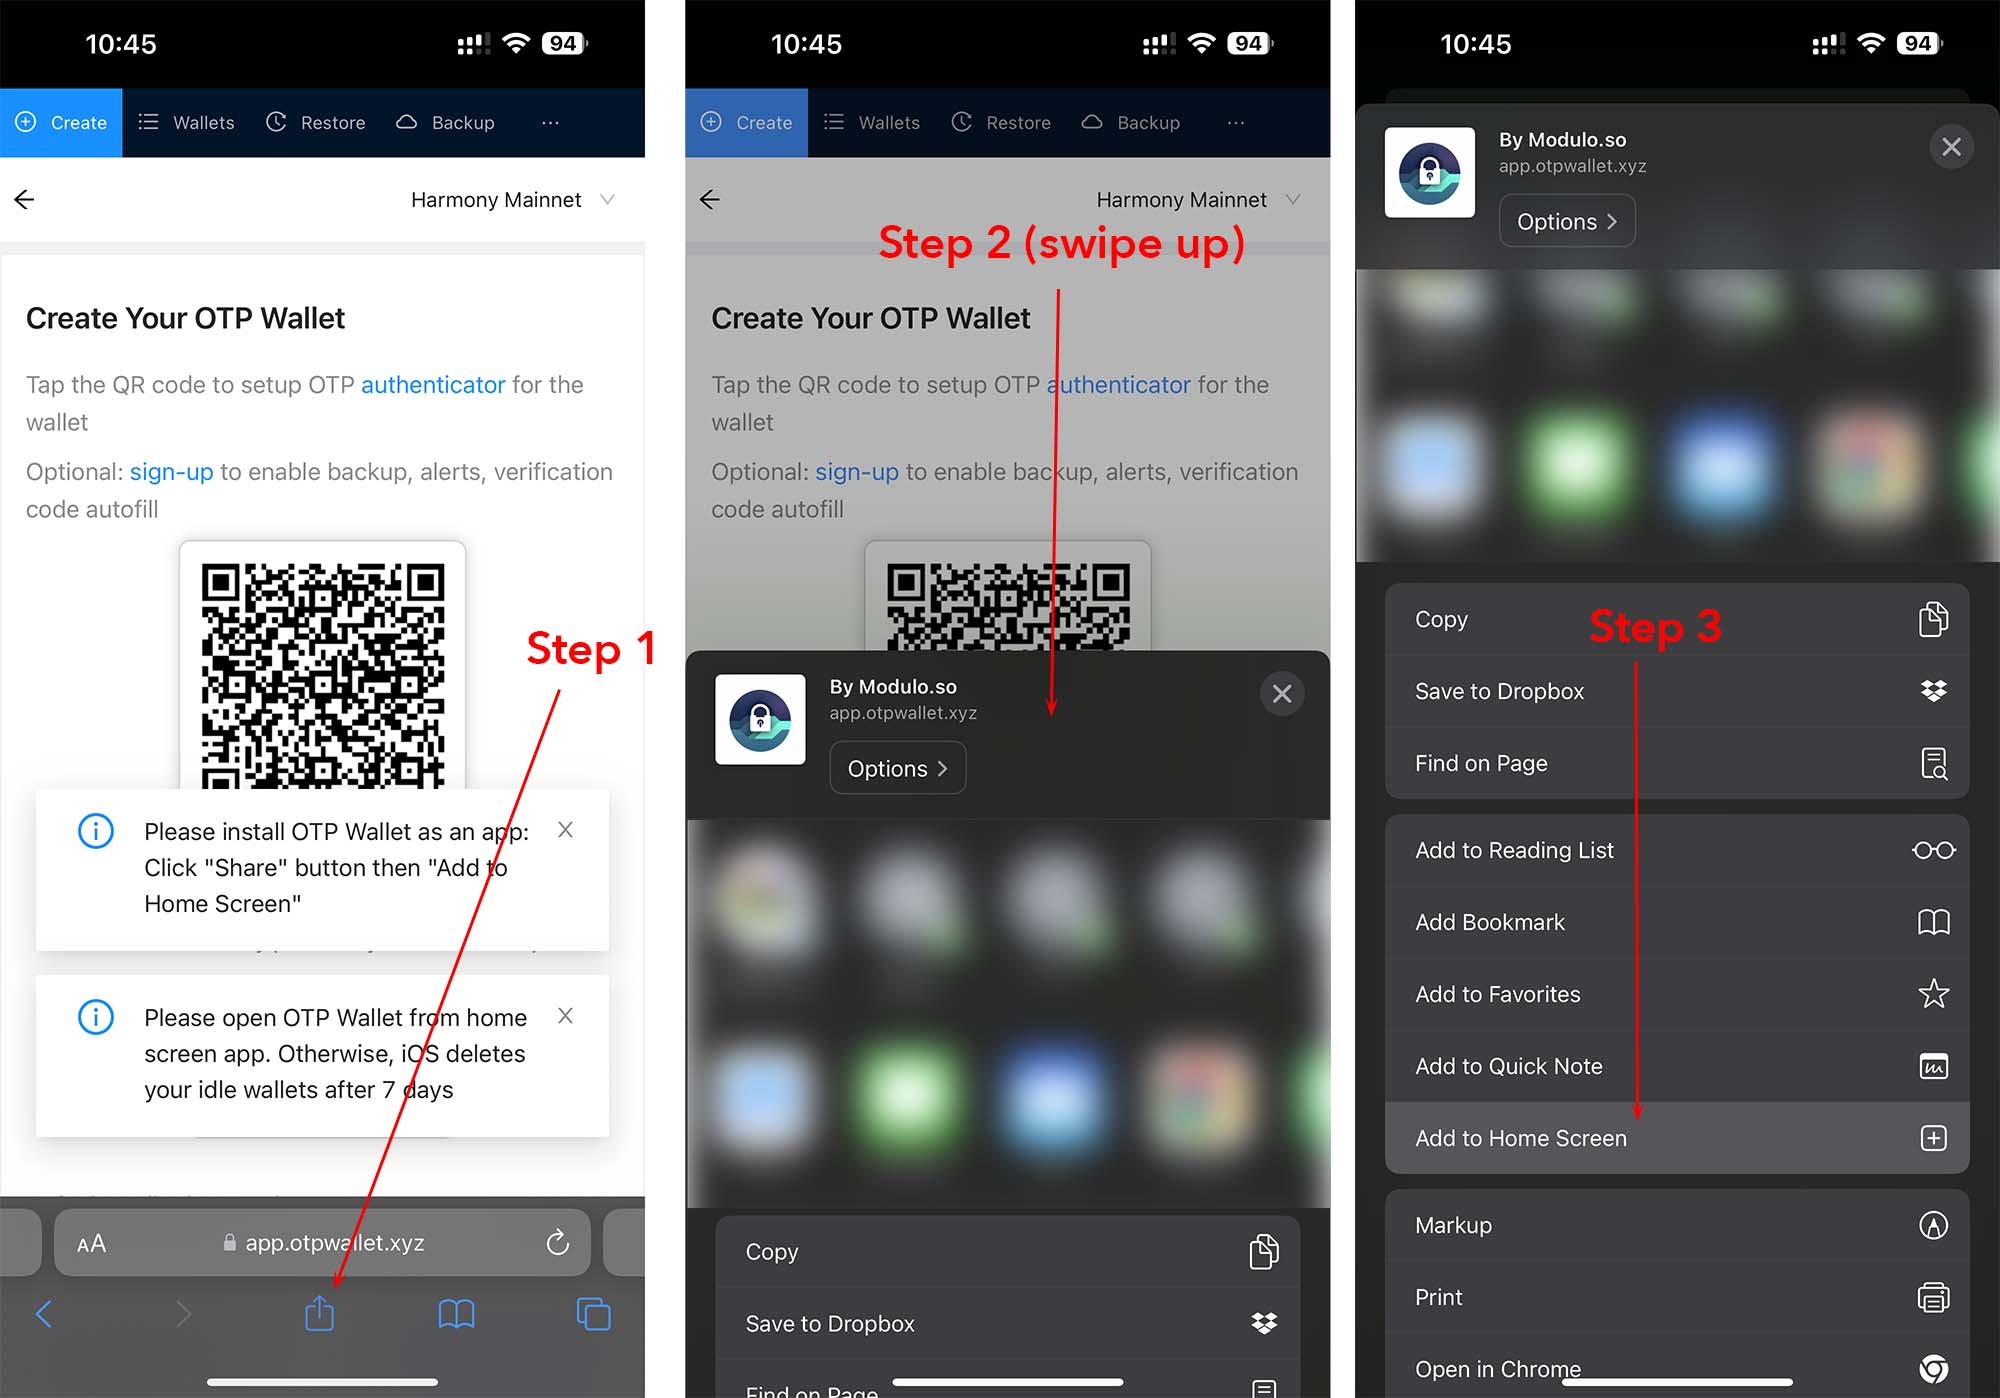 10:45
94
Create
Wallets
Restore
Backup
...
Harmony Mainnet
Create Your OTP Wallet
Tap the QR code to setup OTP authenticator for the
wallet
Optional: sign-up to enable backup, alerts, verification
code autofill
Step 1
Please install OTP Wallet as an app:
Click "Share" button then "Add to
Home Screen"
Please open OTP Wallet from home
screen app. Otherwise, iOS deletes
your idle wallets after 7 days
AA
app.otpwallet.xyz
10:45
94
Create
Wallets
Restore
Backup
...
Harmony Mainnet
Step 2 (swipe up)
Create Your OTP Wallet
Tap the QR code to setup OTP authenticator for the
wallet
Optional: sign-up to enable backup, alerts, verification
code autofill
By Modulo.so
app.otpwallet.xyz
Options
Copy
Save to Dropbox
Find on Page
10:45
94
By Modulo.so
app.otpwallet.xyz
Options
Copy
Step 3
Save to Dropbox
Find on Page
Add to Reading List
Add Bookmark
Add to Favorites
Add to Quick Note
Add to Home Screen
Markup
Print
Open in Chrome